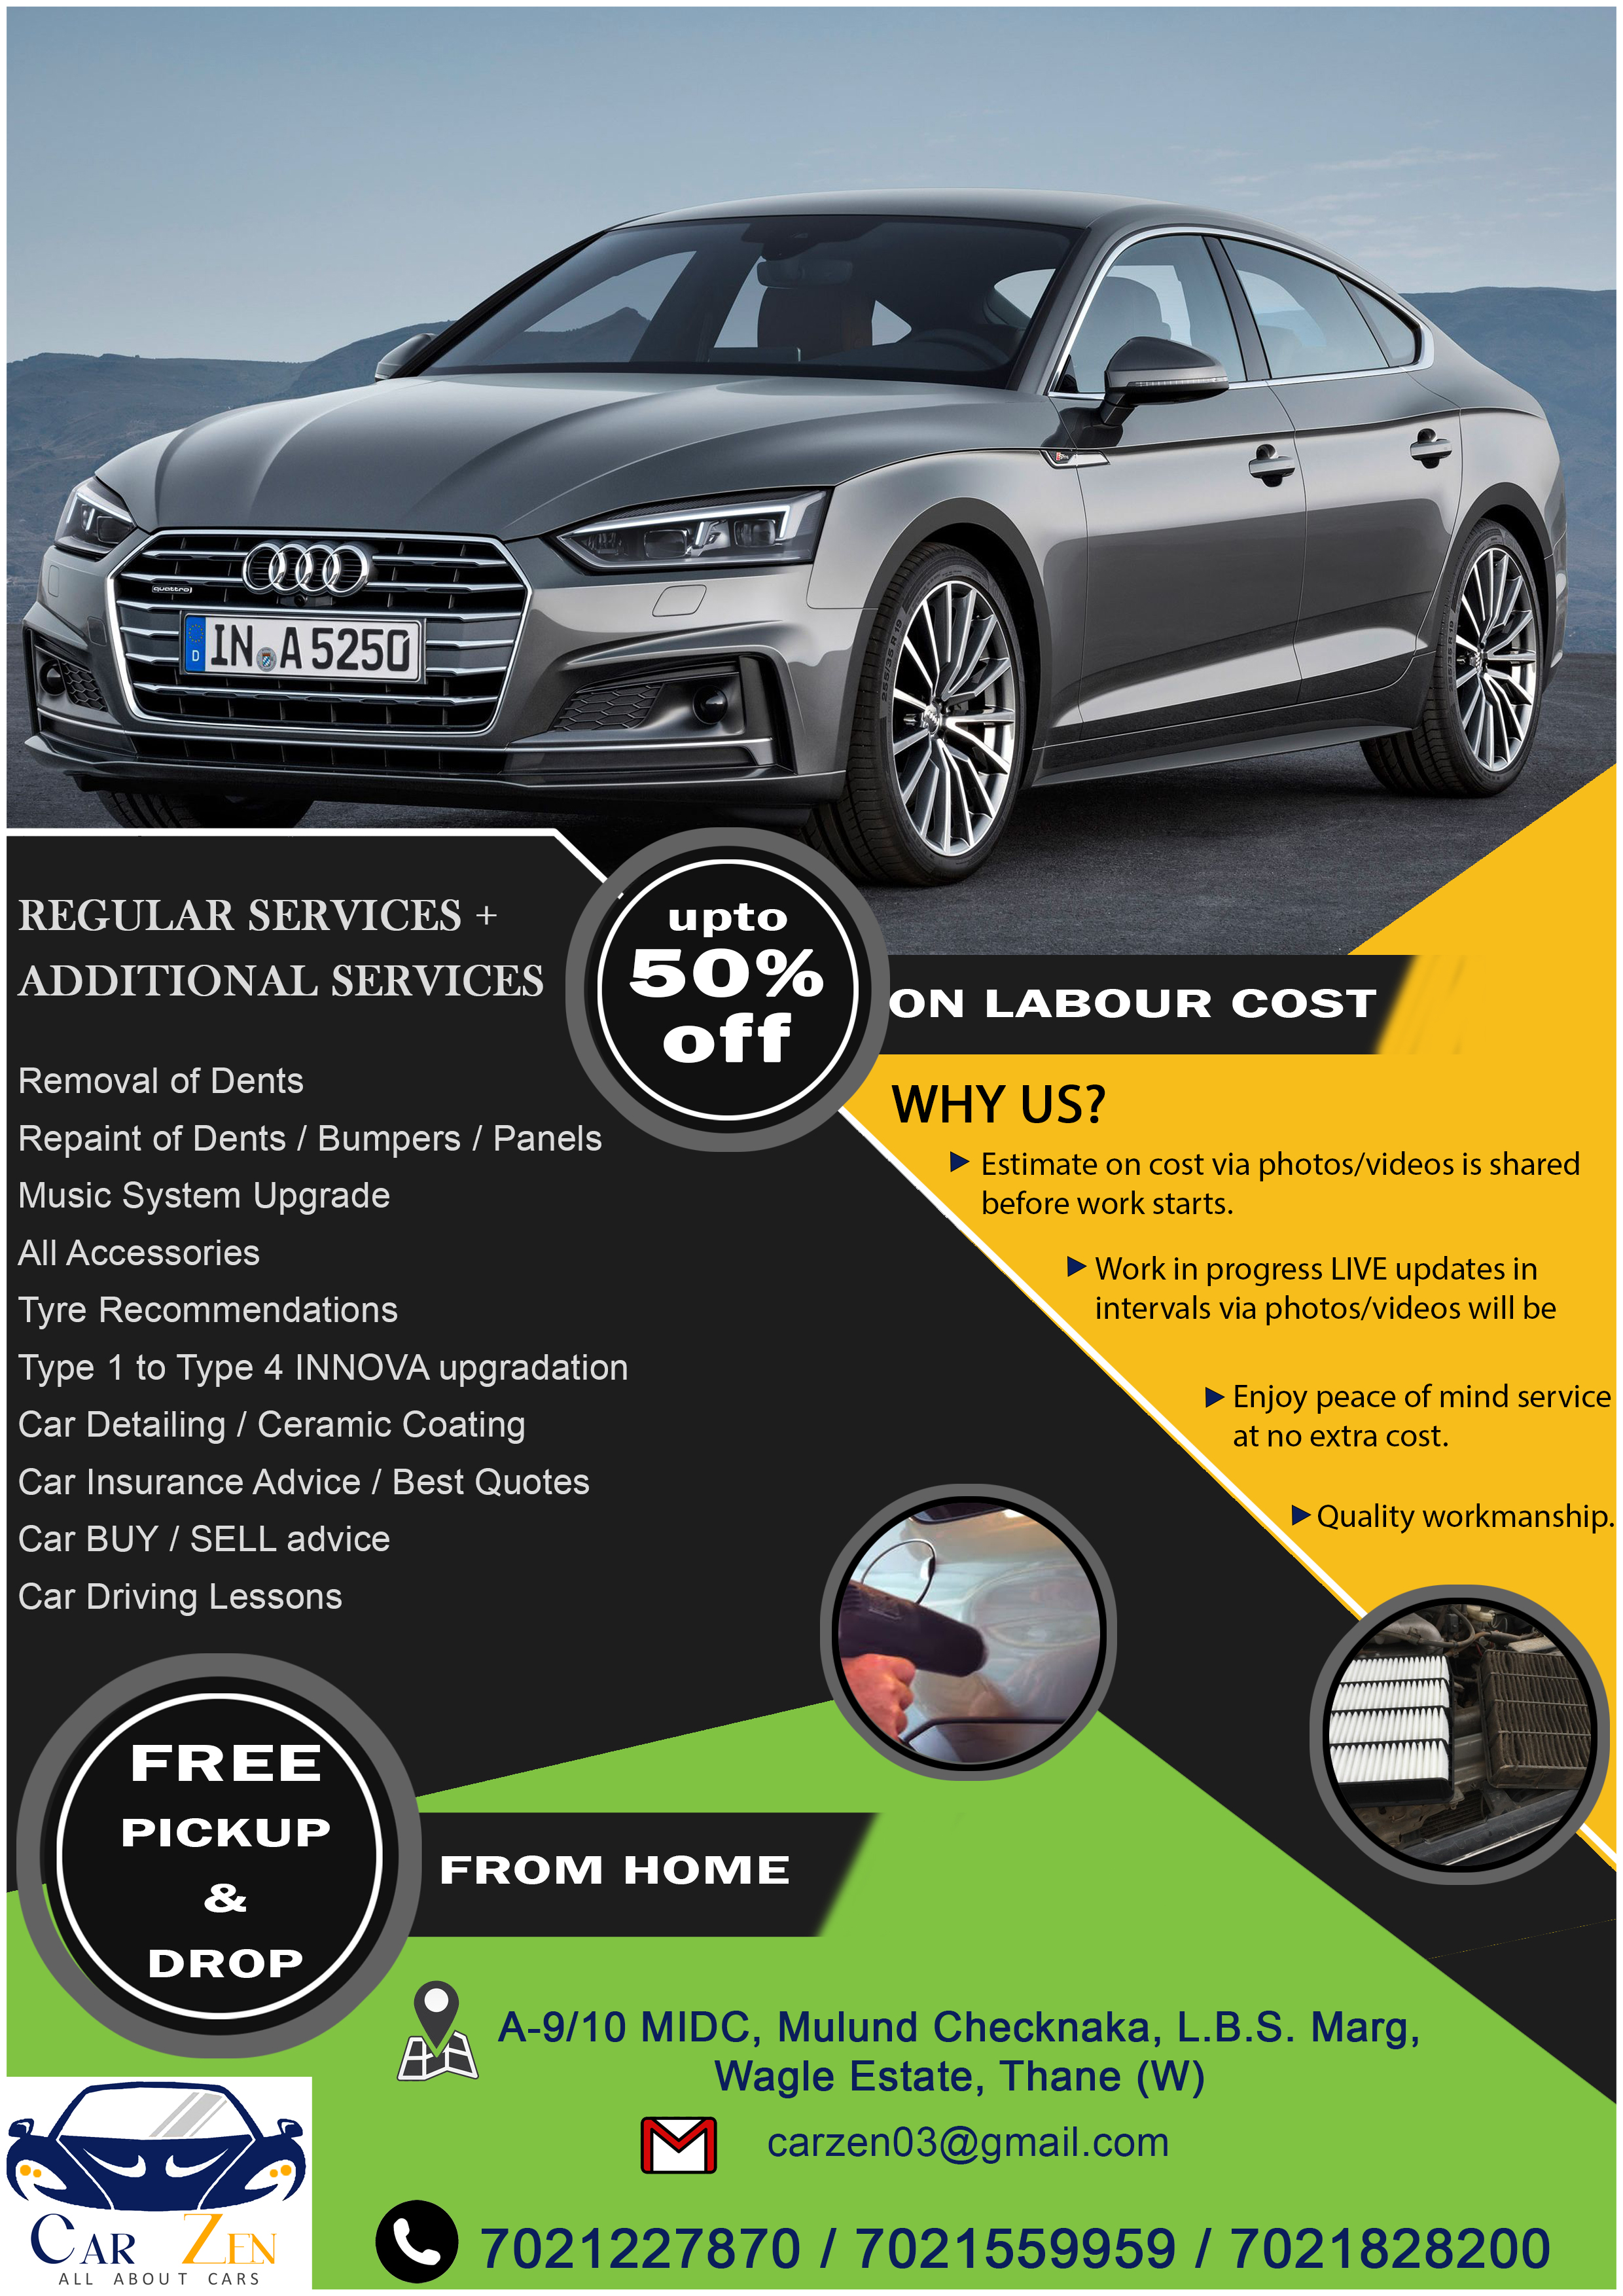 quattro
IN A 5250
D
255/35 R 19
REGULAR SERVICES +
ADDITIONAL SERVICES
upto
50%
off
ON LABOUR COST
Removal of Dents
Repaint of Dents / Bumpers / Panels
Music System Upgrade
All Accessories
Tyre Recommendations
Type 1 to Type 4 INNOVA upgradation
Car Detailing / Ceramic Coating
Car Insurance Advice / Best Quotes
Car BUY / SELL advice
Car Driving Lessons
WHY US?
Estimate on cost via photos/videos is shared
before work starts.
Work in progress LIVE updates in
intervals via photos/videos will be
Enjoy peace of mind service
at no extra cost.
Quality workmanship.
FREE
PICKUP
&
DROP
FROM HOME
A-9/10 MIDC, Mulund Checknaka, L.B.S. Marg,
Wagle Estate, Thane (W)
carzen03@gmail.com
7021227870 / 7021559959 / 7021828200
CAR ZEN
ALL ABOUT CARS